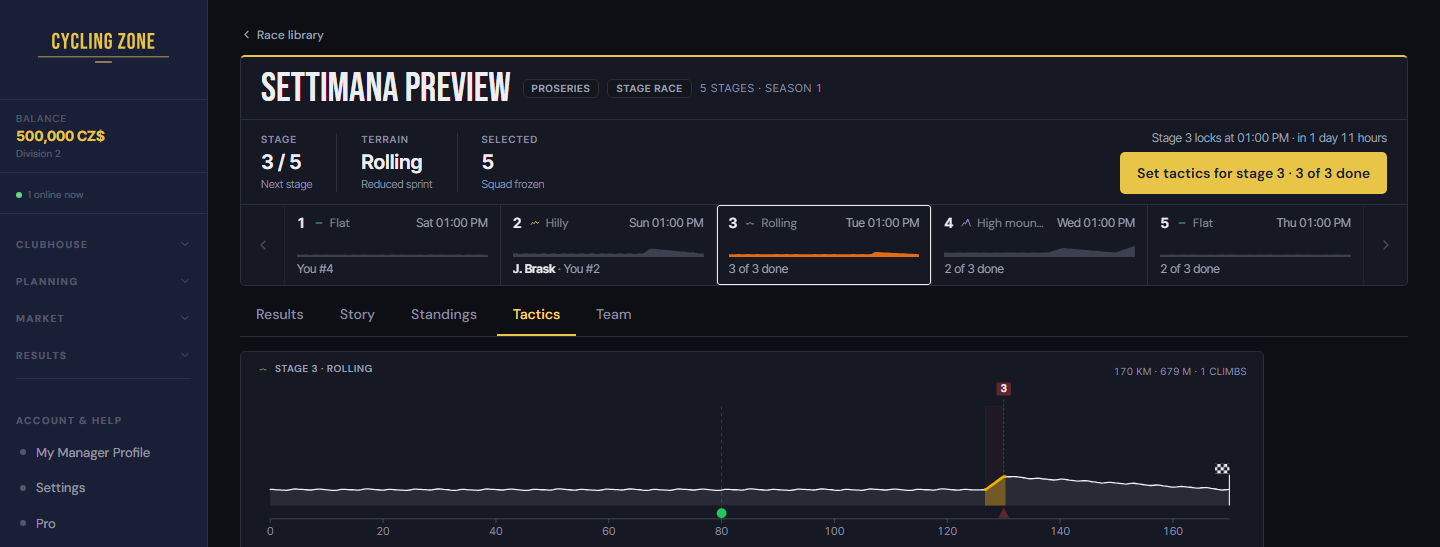 CYCLING ZONE
BALANCE
500,000 CZ$
Division 2
1 online now
CLUBHOUSE
PLANNING
MARKET
RESULTS
ACCOUNT & HELP
My Manager Profile
Settings
Pro
Race library
SETTIMANA PREVIEW PROSERIES STAGE RACE 5 STAGES · SEASON 1
STAGE TERRAIN SELECTED
3 / 5 Rolling 5
Next stage Reduced sprint Squad frozen
Stage 3 locks at 01:00 PM · in 1 day 11 hours
Set tactics for stage 3 · 3 of 3 done
1 Flat Sat 01:00 PM
You #4
2 Hilly Sun 01:00 PM
J. Brask · You #2
3 Rolling Tue 01:00 PM
3 of 3 done
4 High moun... Wed 01:00 PM
2 of 3 done
5 Flat Thu 01:00 PM
2 of 3 done
Results Story Standings Tactics Team
STAGE 3 · ROLLING 170 KM · 679 M · 1 CLIMBS
3
0 20 40 60 80 100 120 140 160